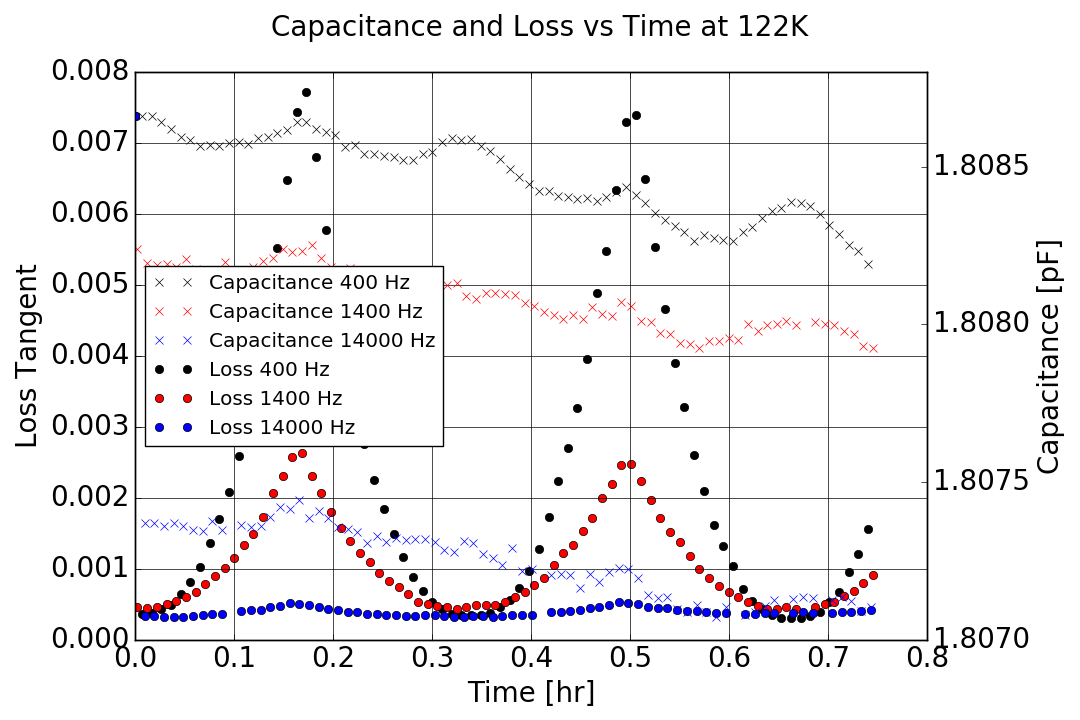 Capacitance and Loss vs Time at 122K
0.008
0.007
0.006
0.005
0.004
0.003
0.002
0.001
0.000
Loss Tangent
Capacitance 400 Hz
Capacitance 1400 Hz
Capacitance 14000 Hz
Loss 400 Hz
Loss 1400 Hz
Loss 14000 Hz
1.8085
1.8080
1.8075
1.8070
Capacitance [pF]
0.0 0.1 0.2 0.3 0.4 0.5 0.6 0.7 0.8
Time [hr]